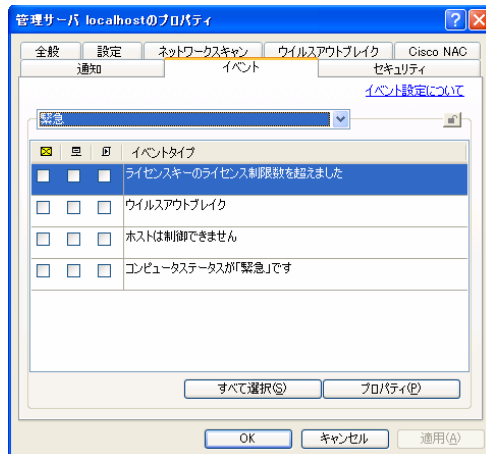 管理サーバ localhostのプロパティ
全般 設定 ネットワークスキャン ウイルスアウトブレイク Cisco NAC
通知 イベント セキュリティ
イベント設定について
緊急
イベントタイプ
ライセンスキーのライセンス制限数を超えました
ウイルスアウトブレイク
ホストは制御できません
コンピュータステータスが「緊急」です
すべて選択(S) プロパティ(P)
OK キャンセル 適用(A)